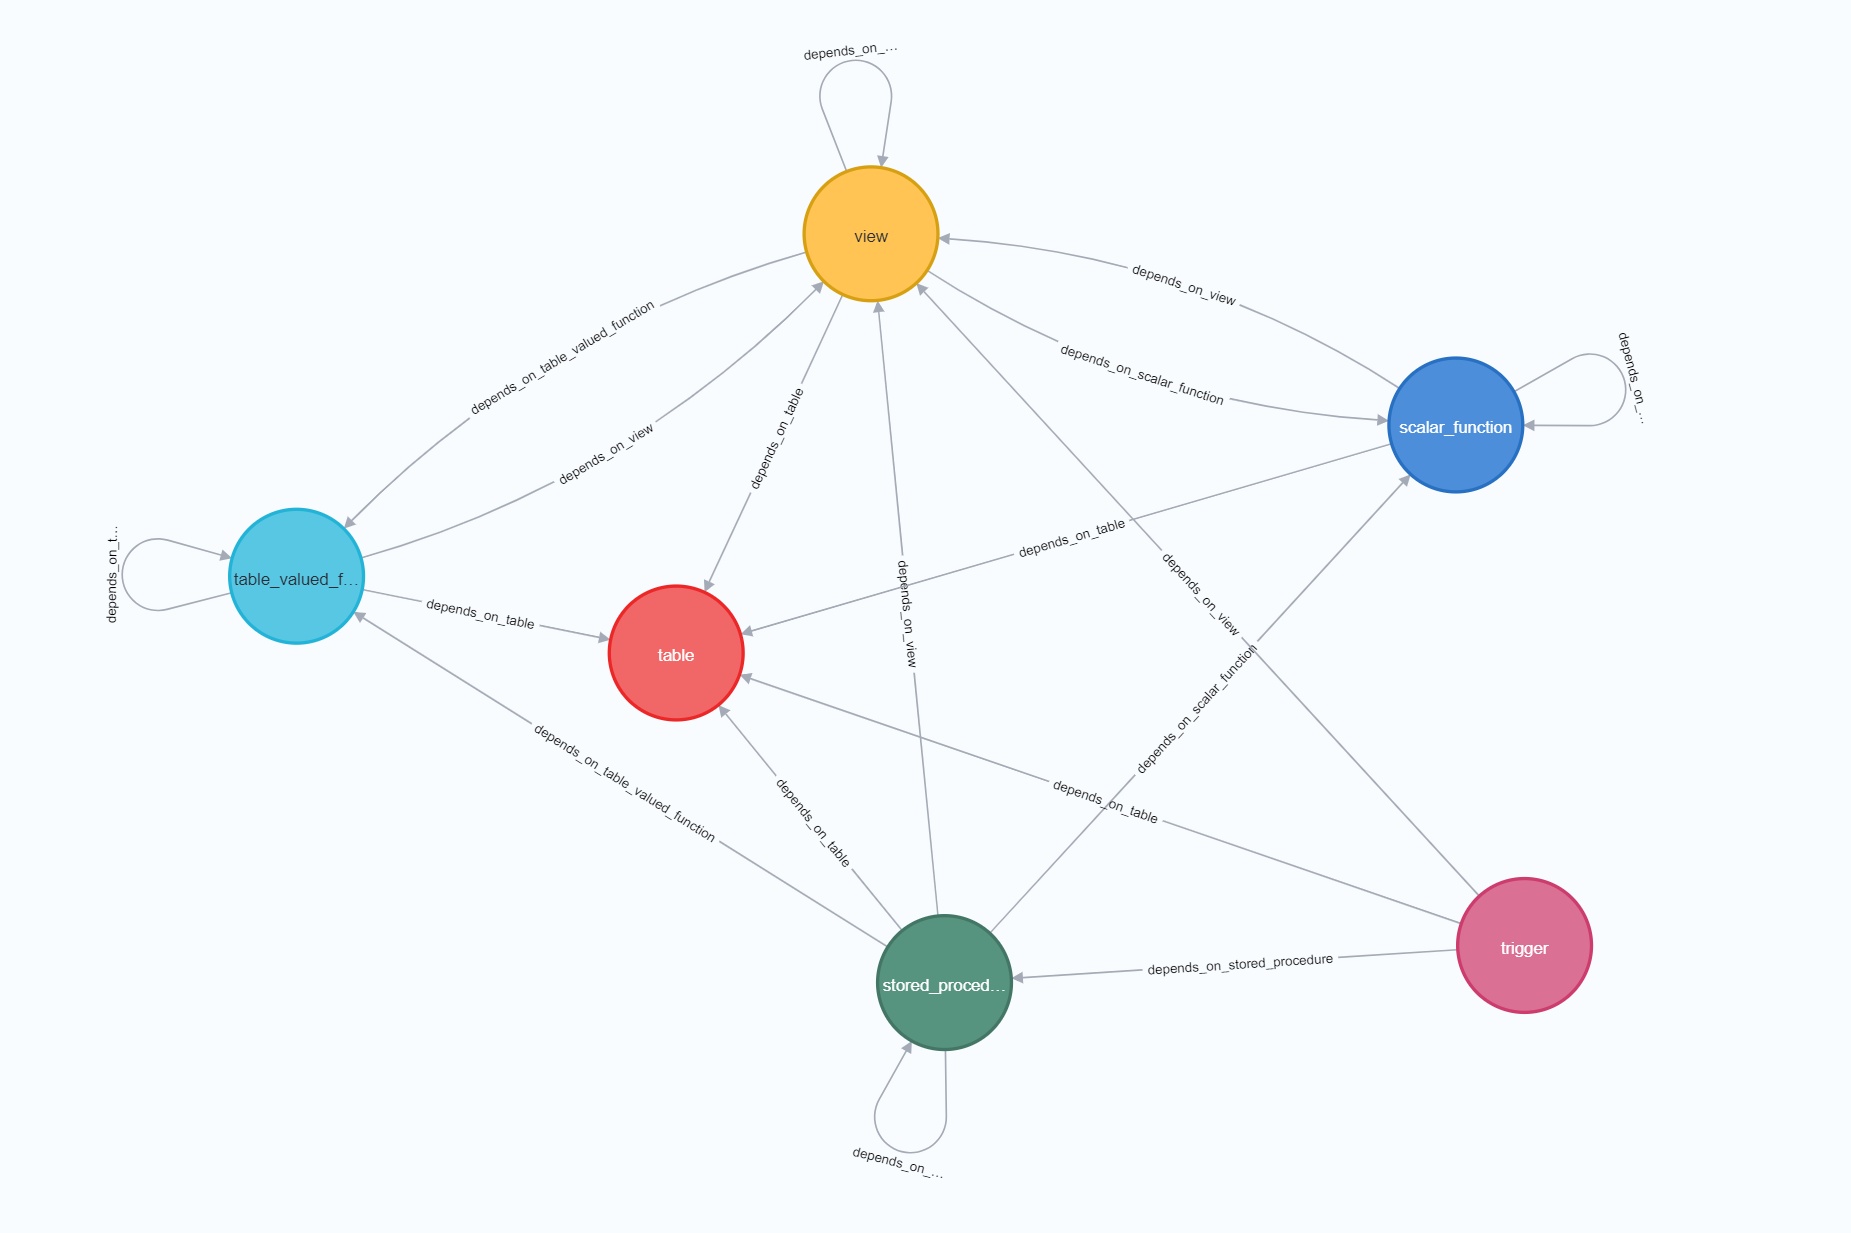 depends_on_…
view
depends_on_view
depends_on_table_valued_function
depends_on_scalar_function
depends_on_…
scalar_function
depends_on_table
depends_on_view
depends_on_table
depends_on_t…
table_valued_f…
depends_on_view
depends_on_view
depends_on_table
table
depends_on_scalar_function
depends_on_table_valued_function
depends_on_table
depends_on_table
stored_proced…
depends_on_stored_procedure
trigger
depends_on_…